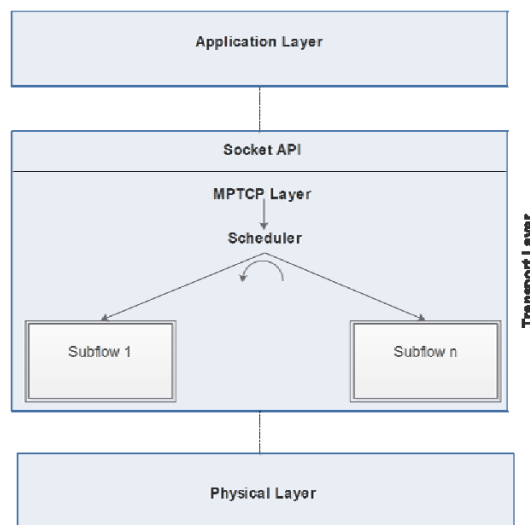 Application Layer
Socket API
MPTCP Layer
Scheduler
Subflow 1
Subflow n
Transport Layer
Physical Layer